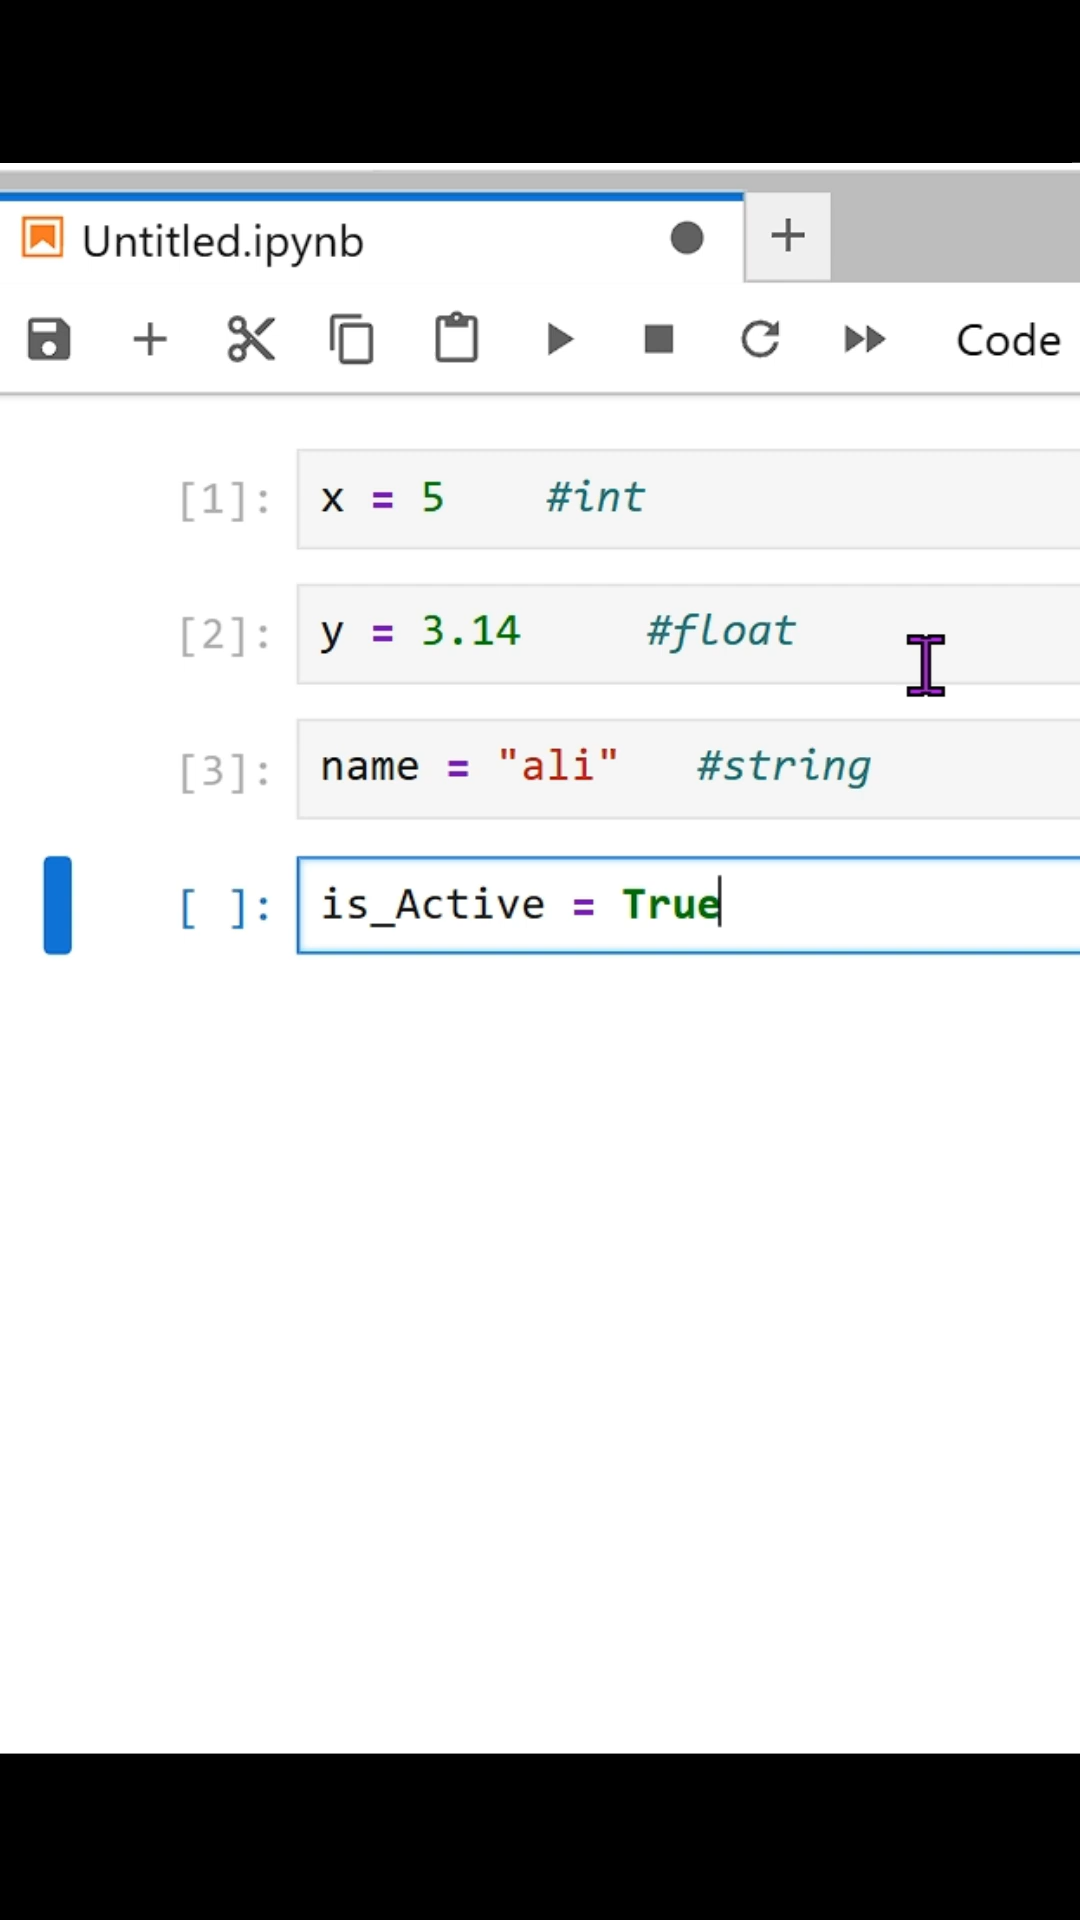 Untitled.ipynb
Code
[1]: x = 5    #int
[2]: y = 3.14     #float
[3]: name = "ali"   #string
[ ]: is_Active = True